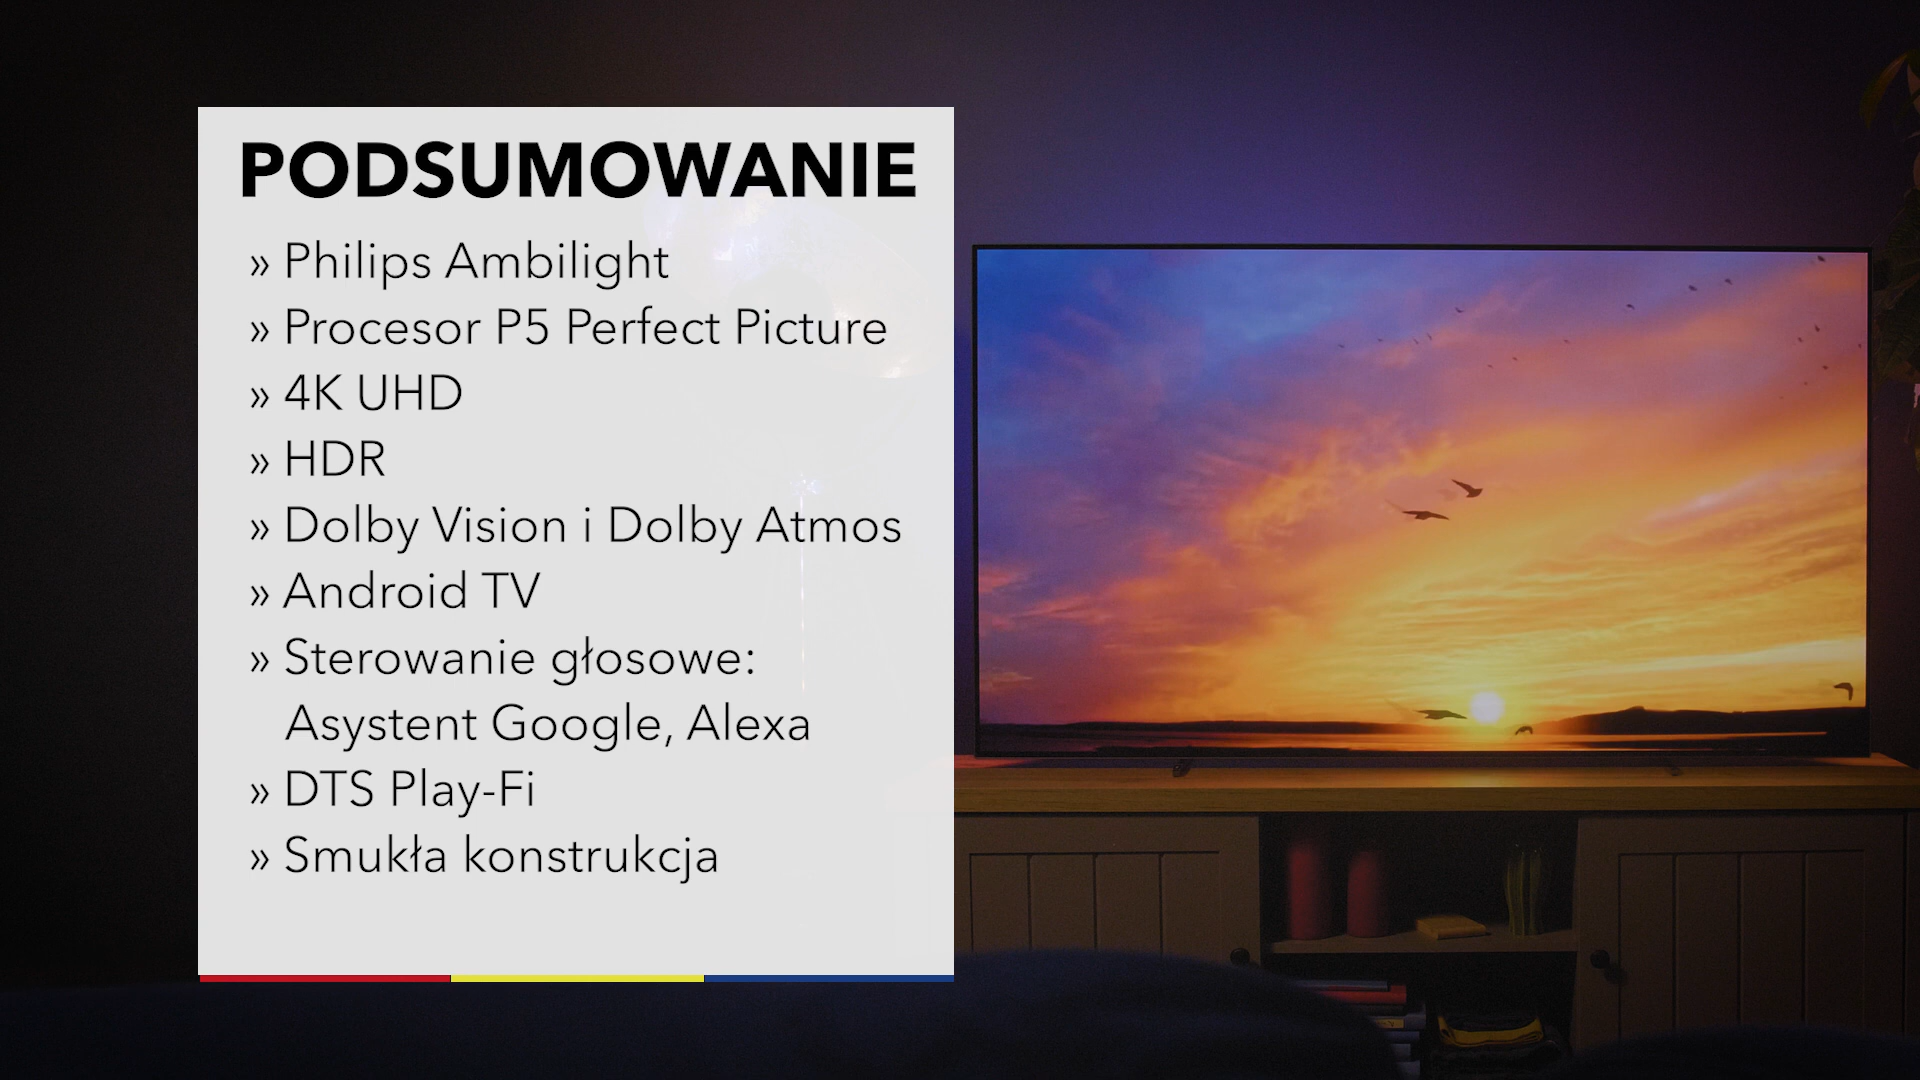 PODSUMOWANIE
» Philips Ambilight
» Procesor P5 Perfect Picture
» 4K UHD
» HDR
» Dolby Vision i Dolby Atmos
» Android TV
» Sterowanie głosowe:
Asystent Google, Alexa
» DTS Play-Fi
» Smukła konstrukcja